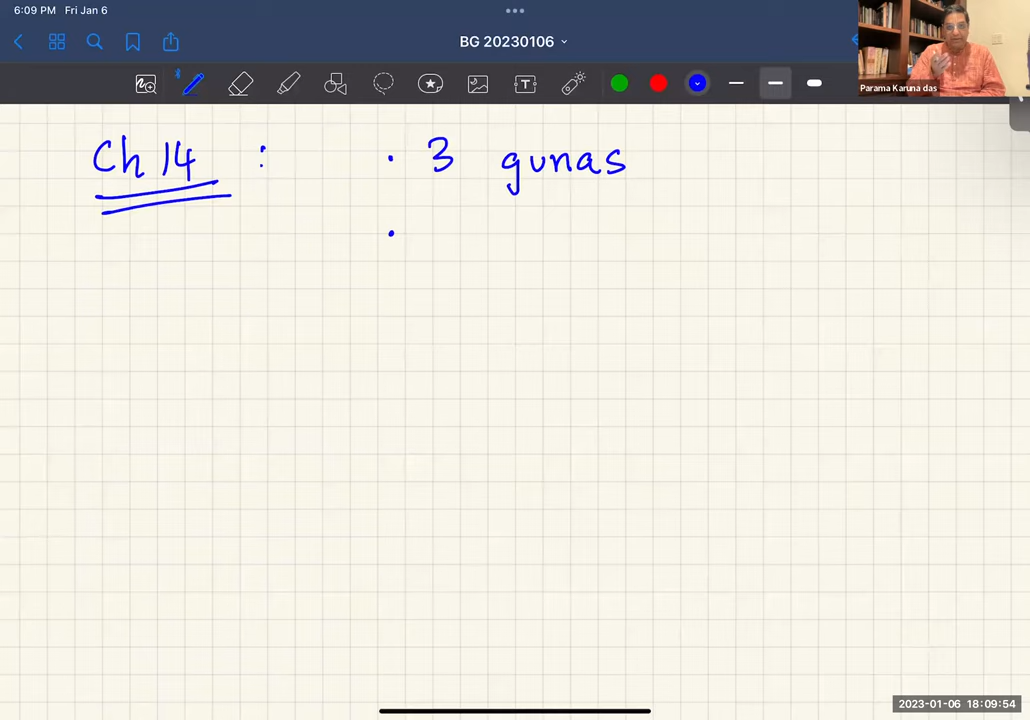 6:09 PM Fri Jan 6
BG 20230106
Parama Karuna das
Ch 14 : · 3 gunas
·
2023-01-06 18:09:54